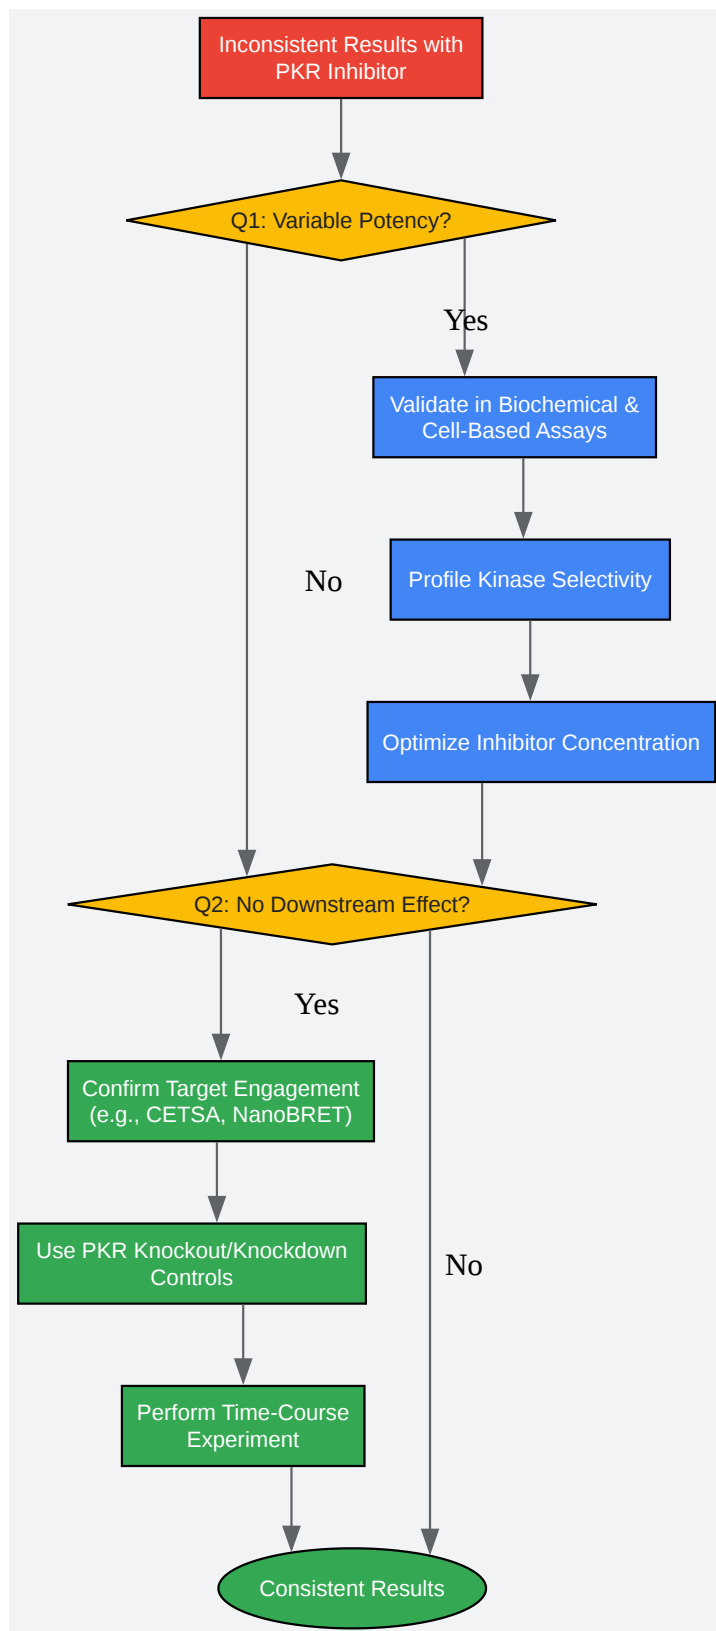 Inconsistent Results with
PKR Inhibitor
Q1: Variable Potency?
Yes
Validate in Biochemical &
Cell-Based Assays
No
Profile Kinase Selectivity
Optimize Inhibitor Concentration
Q2: No Downstream Effect?
Yes
Confirm Target Engagement
(e.g., CETSA, NanoBRET)
Use PKR Knockout/Knockdown
Controls
No
Perform Time-Course
Experiment
Consistent Results